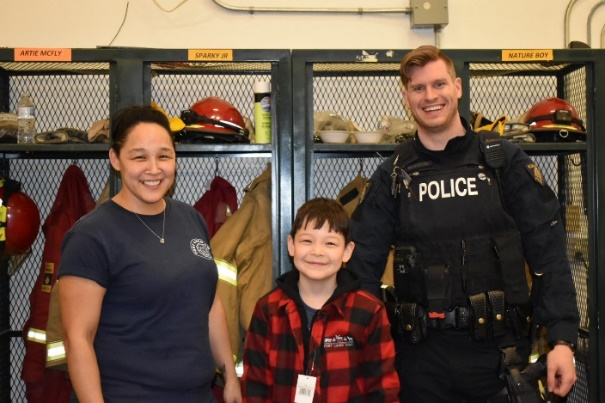 ARTIE MCFLY
SPARKY JR
NATURE BOY
POLICE